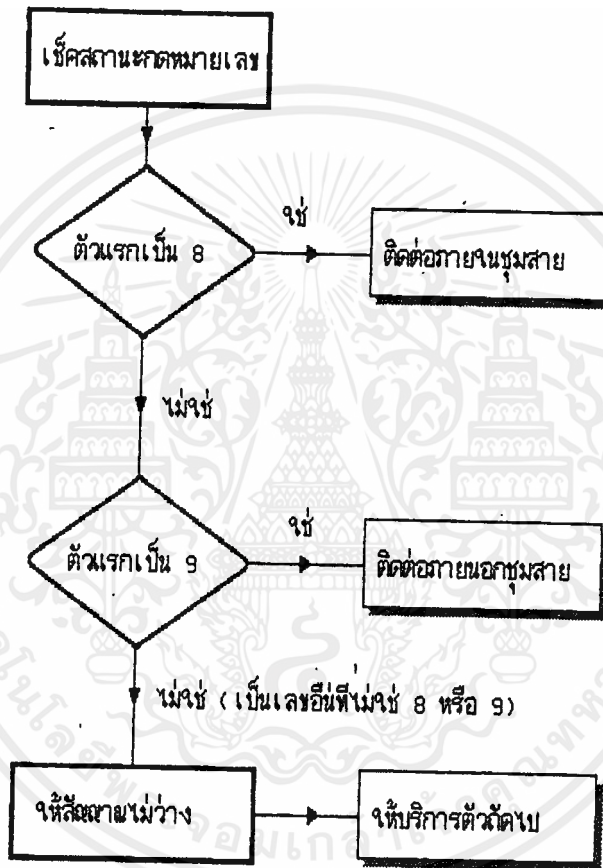 เช็คสถานะกดหมายเลข
ตัวแรกเป็น 8
ใช่
ติดต่อภายในชุมสาย
ไม่ใช่
ตัวแรกเป็น 9
ใช่
ติดต่อภายนอกชุมสาย
ไม่ใช่ (เป็นเลขอื่นที่ไม่ใช่ 8 หรือ 9)
ให้สัญญาณไม่ว่าง
ให้บริการตัวถัดไป